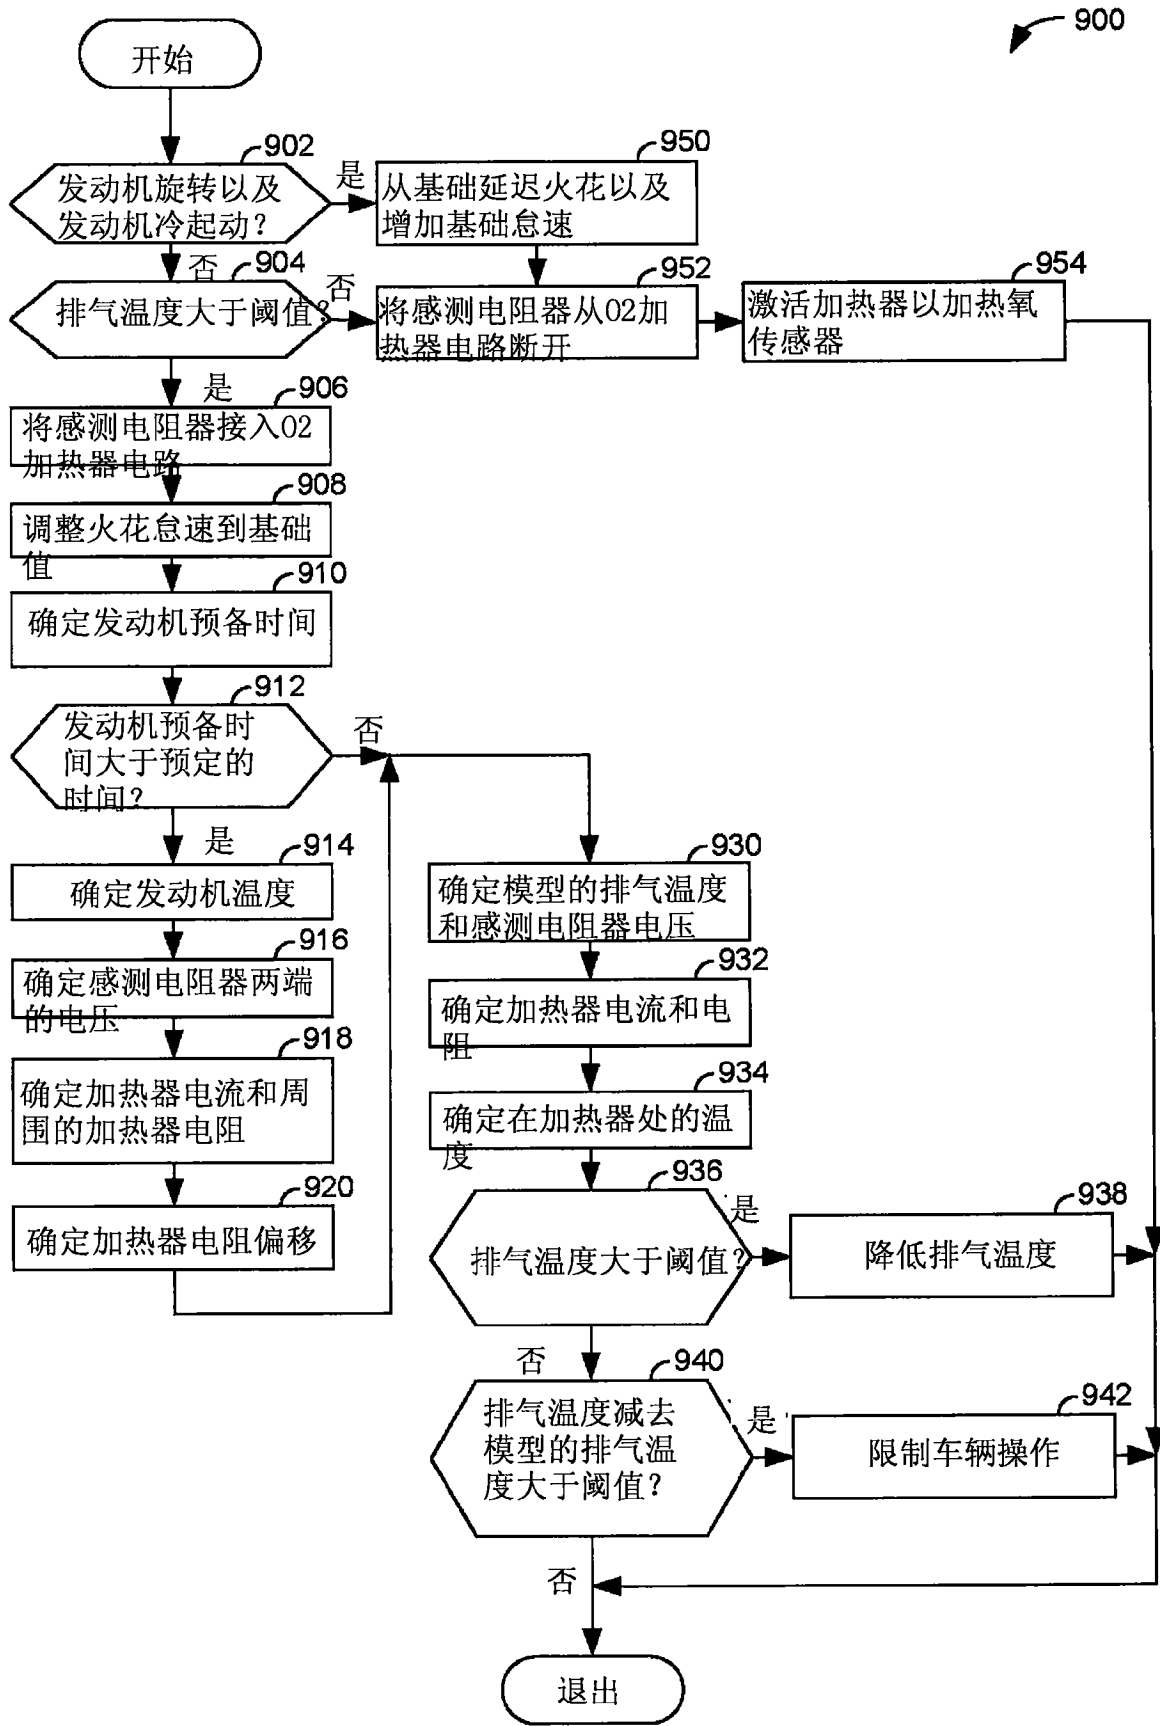 900
开始
902
发动机旋转以及
发动机冷起动?
是
950
从基础延迟火花以及
增加基础怠速
否
904
排气温度大于阈值?
否
952
将感测电阻器从O2加
热器电路断开
954
激活加热器以加热氧
传感器
是
906
将感测电阻器接入O2
加热器电路
908
调整火花怠速到基础
值
910
确定发动机预备时间
912
发动机预备时
间大于预定的
时间?
否
是
914
确定发动机温度
916
确定感测电阻器两端
的电压
918
确定加热器电流和周
围的加热器电阻
920
确定加热器电阻偏移
930
确定模型的排气温度
和感测电阻器电压
932
确定加热器电流和电
阻
934
确定在加热器处的温
度
936
排气温度大于阈值?
是
938
降低排气温度
否
940
排气温度减去
模型的排气温
度大于阈值?
是
942
限制车辆操作
否
退出